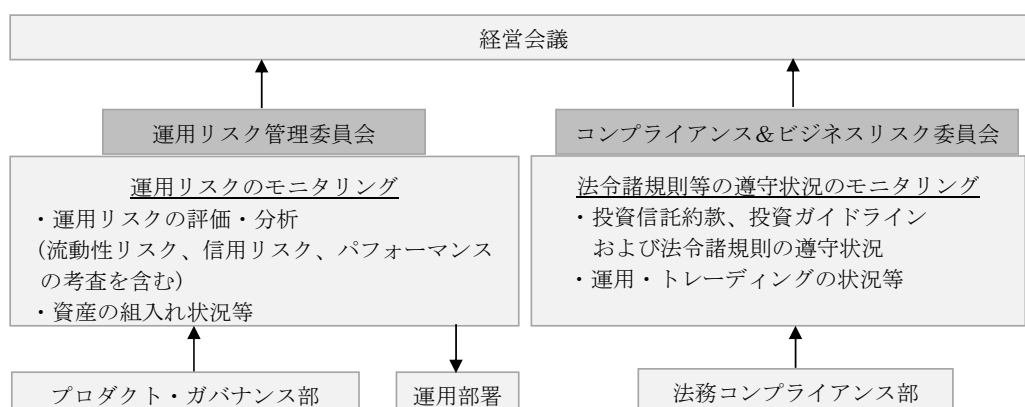 経営会議
運用リスク管理委員会
運用リスクのモニタリング
・運用リスクの評価・分析
(流動性リスク、信用リスク、パフォーマンス
の考査を含む)
・資産の組入れ状況等
コンプライアンス&ビジネスリスク委員会
法令諸規則等の遵守状況のモニタリング
・投資信託約款、投資ガイドライン
および法令諸規則の遵守状況
・運用・トレーディングの状況等
プロダクト・ガバナンス部
運用部署
法務コンプライアンス部